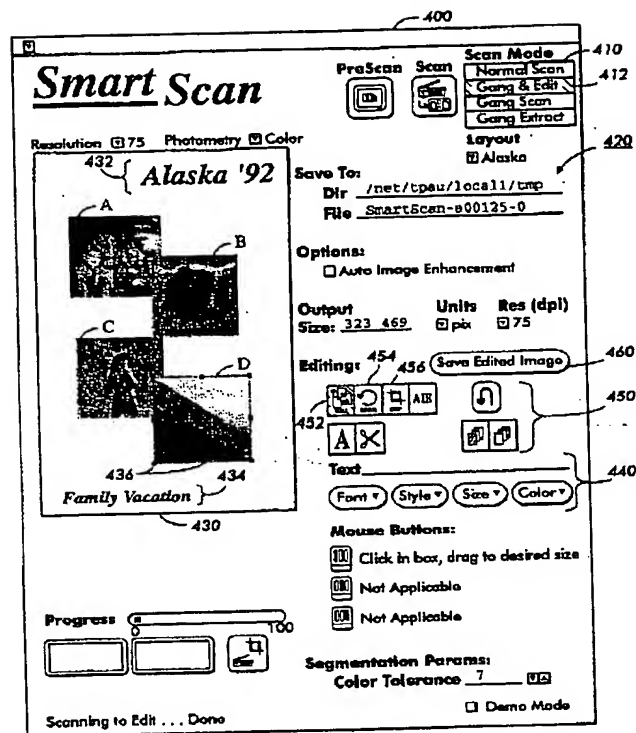 400
Smart Scan
PreScan Scan
Scan Mode
Normal Scan
Gang & Edit
Gang Scan
Gang Extract
410
412
Layout
Alaska
420
Resolution 75 Photometry Color
432
Alaska '92
A
B
C
D
436 434
Family Vacation
430
Save To:
Dir /net/tpau/local1/tmp
File SmartScan-a00125-0
Options:
Auto Image Enhancement
Output Units Res (dpi)
Size: 323 469 pix 75
454
456
Editing: Save Edited Image
460
452
450
A
Text
440
Font Style Size Color
Mouse Buttons:
Click in box, drag to desired size
Not Applicable
Not Applicable
Progress
0 100
Segmentation Params:
Color Tolerance 7
Demo Mode
Scanning to Edit . . . Done